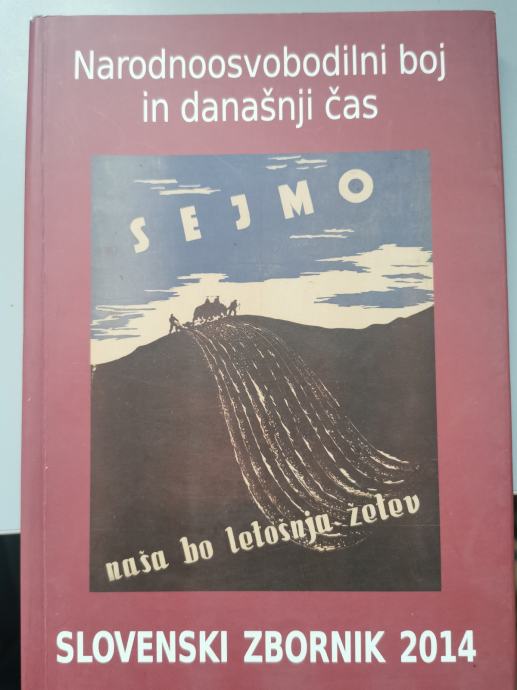 Narodnoosvobodilni boj
in današnji čas
SEJMO
naša bo letošnja žetev
SLOVENSKI ZBORNIK 2014